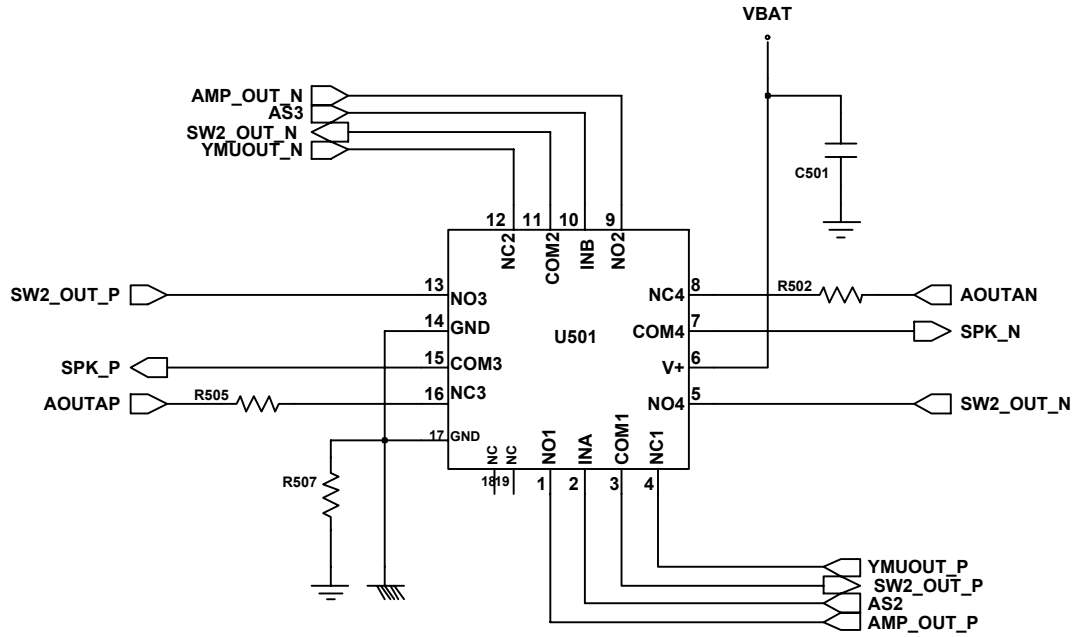 VBAT
AMP_OUT_N
AS3
SW2_OUT_N
YMUOUT_N
C501
12 11 10 9
NC2 COM2 INB NO2
SW2_OUT_P 13 NO3
NC4 8 R502 AOUTAN
14 GND
U501
COM4 7 SPK_N
SPK_P 15 COM3
V+ 6
AOUTAP R505 16 NC3
NO4 5 SW2_OUT_N
17 GND
NC NC NO1 INA COM1 NC1
R507
18 19 1 2 3 4
YMUOUT_P
SW2_OUT_P
AS2
AMP_OUT_P